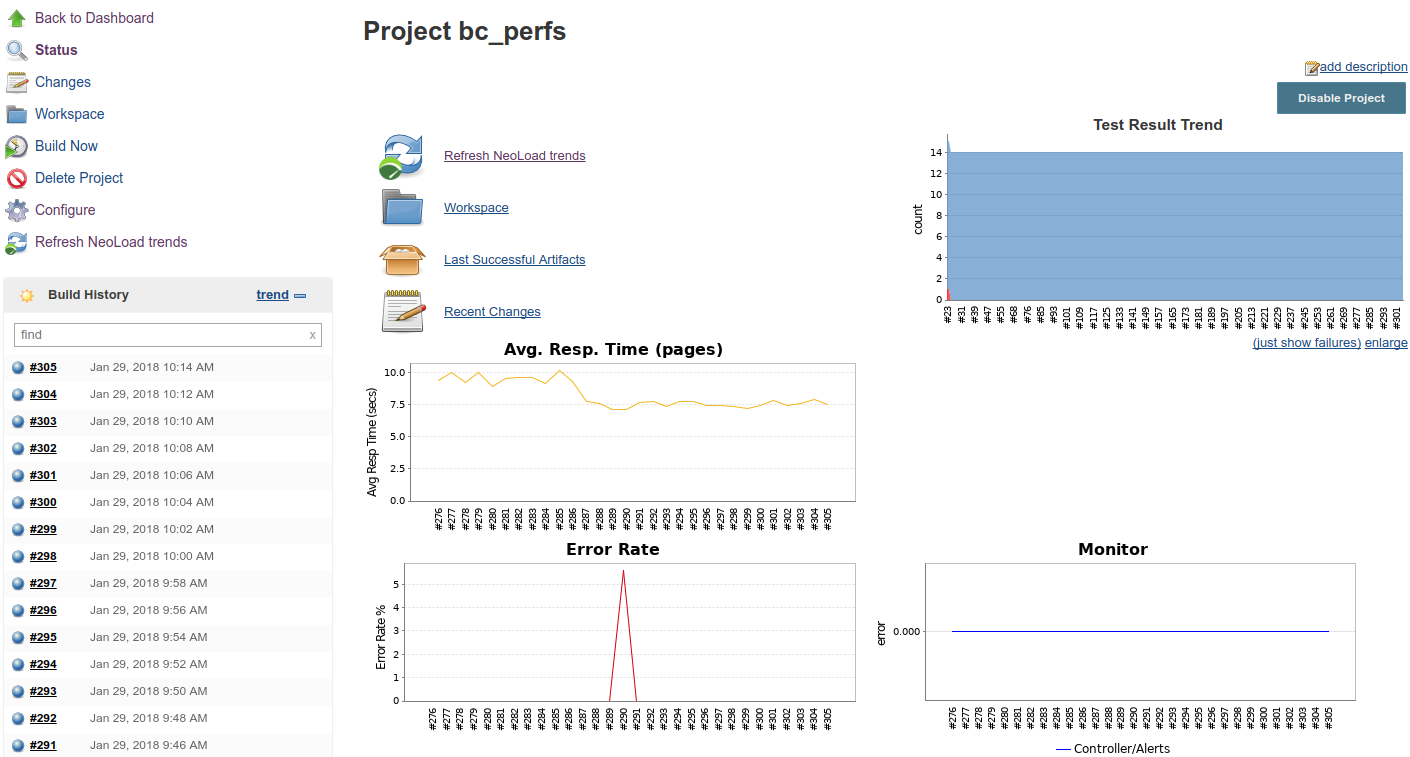 Back to Dashboard
Status
Changes
Workspace
Build Now
Delete Project
Configure
Refresh NeoLoad trends
Build History trend
find x
#305 Jan 29, 2018 10:14 AM
#304 Jan 29, 2018 10:12 AM
#303 Jan 29, 2018 10:10 AM
#302 Jan 29, 2018 10:08 AM
#301 Jan 29, 2018 10:06 AM
#300 Jan 29, 2018 10:04 AM
#299 Jan 29, 2018 10:02 AM
#298 Jan 29, 2018 10:00 AM
#297 Jan 29, 2018 9:58 AM
#296 Jan 29, 2018 9:56 AM
#295 Jan 29, 2018 9:54 AM
#294 Jan 29, 2018 9:52 AM
#293 Jan 29, 2018 9:50 AM
#292 Jan 29, 2018 9:48 AM
#291 Jan 29, 2018 9:46 AM
Project bc_perfs
add description
Disable Project
Refresh NeoLoad trends
Workspace
Last Successful Artifacts
Recent Changes
Test Result Trend
count
14
12
10
8
6
4
2
0
#23 #31 #39 #47 #55 #68 #76 #85 #93 #101 #109 #117 #125 #133 #141 #149 #157 #165 #173 #181 #189 #197 #205 #213 #221 #229 #237 #245 #253 #261 #269 #277 #285 #293 #301
(just show failures) enlarge
Avg. Resp. Time (pages)
Avg Resp Time (secs)
10.0
7.5
5.0
2.5
0.0
#276 #277 #278 #279 #280 #281 #282 #283 #284 #285 #286 #287 #288 #289 #290 #291 #292 #293 #294 #295 #296 #297 #298 #299 #300 #301 #302 #303 #304 #305
Error Rate
Error Rate %
5
4
3
2
1
0
#276 #277 #278 #279 #280 #281 #282 #283 #284 #285 #286 #287 #288 #289 #290 #291 #292 #293 #294 #295 #296 #297 #298 #299 #300 #301 #302 #303 #304 #305
Monitor
error
0.000
#276 #277 #278 #279 #280 #281 #282 #283 #284 #285 #286 #287 #288 #289 #290 #291 #292 #293 #294 #295 #296 #297 #298 #299 #300 #301 #302 #303 #304 #305
Controller/Alerts